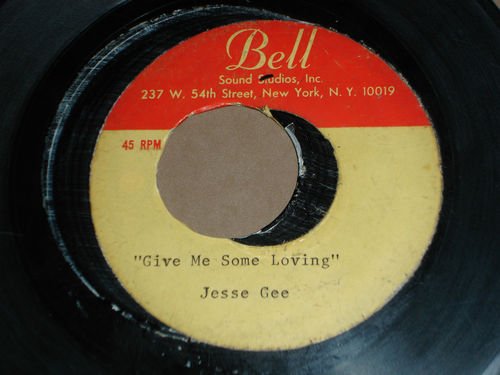 Bell
Sound Studios, Inc.
237 W. 54th Street, New York, N. Y. 10019
45 RPM
"Give Me Some Loving"
Jesse Gee